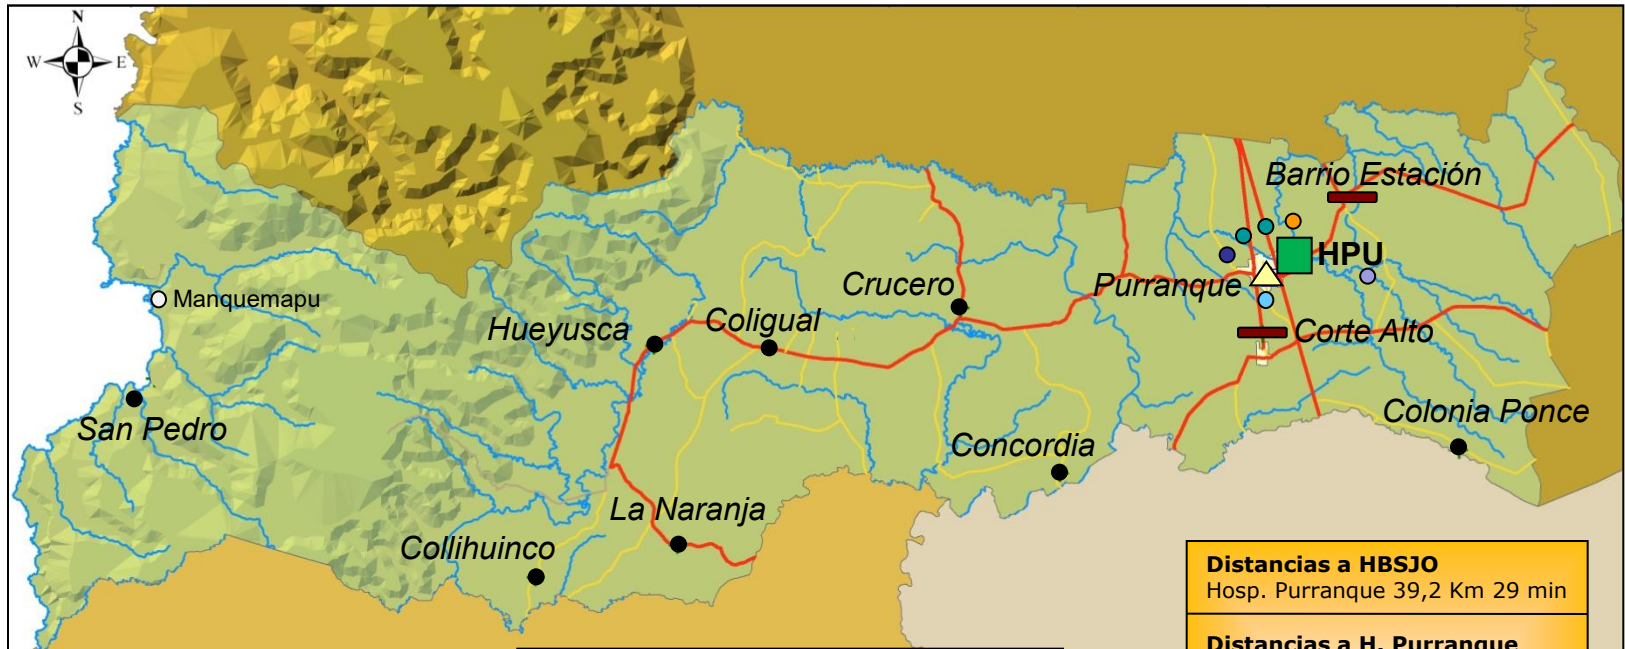 N
W E
S
Barrio Estación
HPU
Purranque
Crucero
Manquemapu
Hueyusca
Coligual
Corte Alto
San Pedro
Colonia Ponce
Concordia
La Naranja
Collihuinco
Distancias a HBSJO
Hosp. Purranque 39,2 Km 29 min
Distancias a H. Purranque